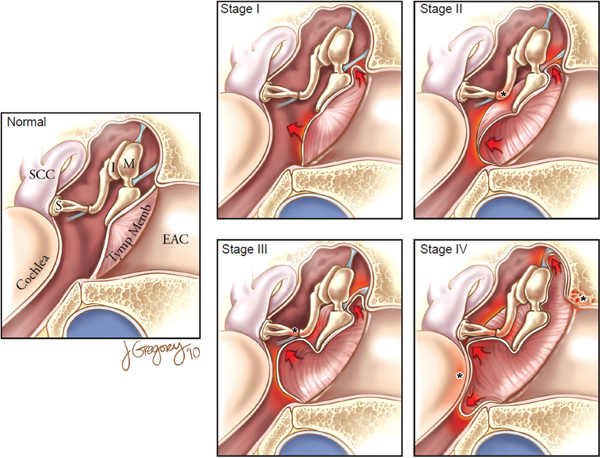 Stage I
Stage II
*
Normal
SCC
I
M
S
Tymp Memb
EAC
Cochlea
J Gregory '10
Stage III
*
Stage IV
*
*